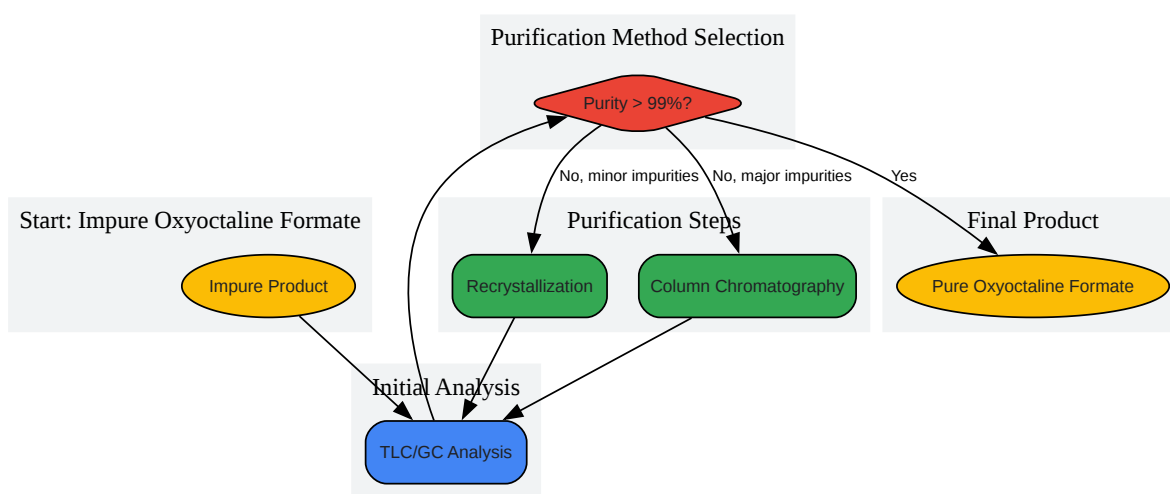 Purification Method Selection
Purity > 99%?
No, minor impurities
No, major impurities
Yes
Start: Impure Oxyoctaline Formate
Purification Steps
Final Product
Impure Product
Recrystallization
Column Chromatography
Pure Oxyoctaline Formate
Initial Analysis
TLC/GC Analysis